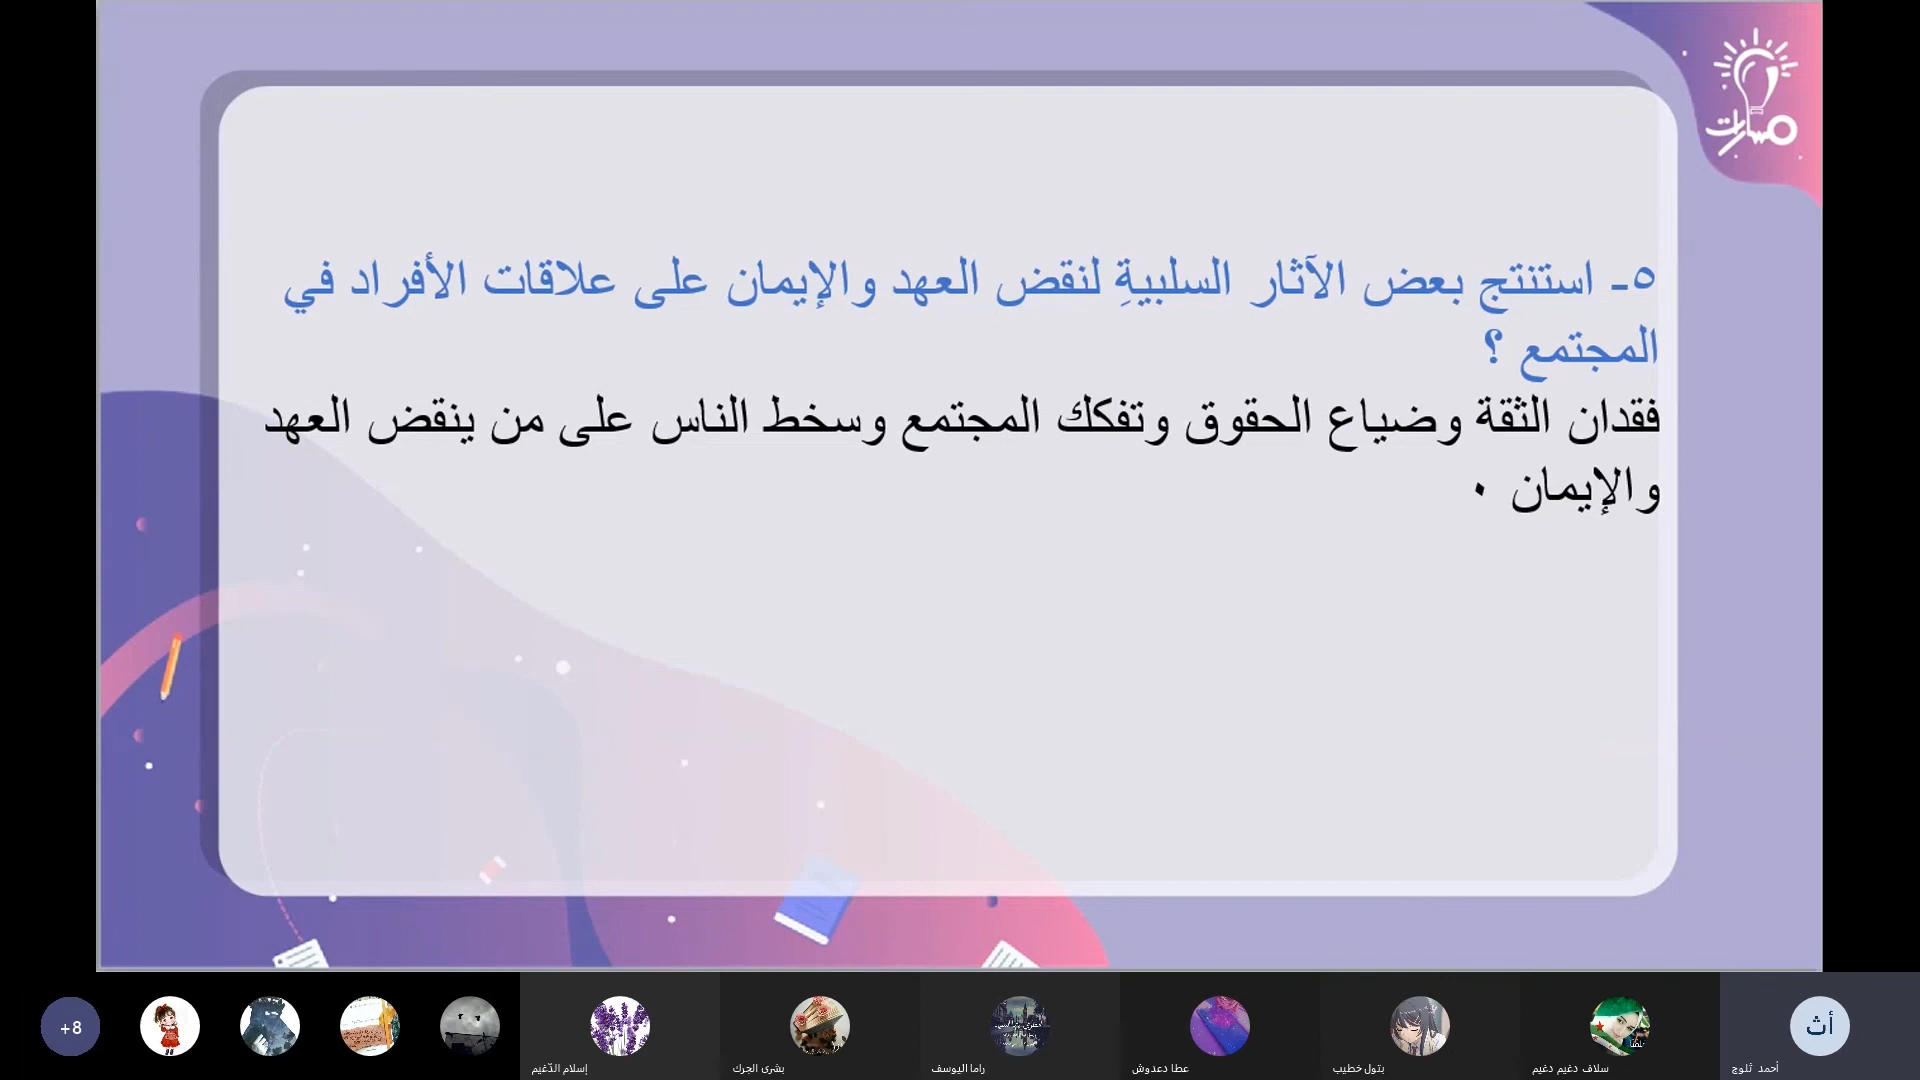 مسارات
٥- استنتج بعض الآثار السلبيةِ لنقض العهد والإيمان على علاقات الأفراد في
المجتمع ؟
فقدان الثقة وضياع الحقوق وتفكك المجتمع وسخط الناس على من ينقض العهد
والإيمان ٠
+8
إسلام الدّغيم
بشرى الجرك
راما اليوسف
عطا دعدوش
بتول خطيب
سلاف دغيم دغيم
أث
أحمد ثلوج